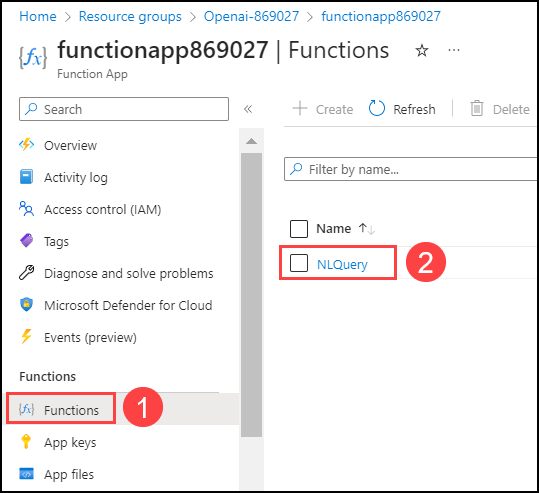 Home > Resource groups > Openai-869027 > functionapp869027
{fx} functionapp869027 | Functions ☆ ...
Function App
Search «
+ Create Refresh Delete
Overview
Activity log
Filter by name...
Access control (IAM)
Name ↑↓
Tags
NLQuery 2
Diagnose and solve problems
Microsoft Defender for Cloud
Events (preview)
Functions
{fx} Functions 1
App keys
App files